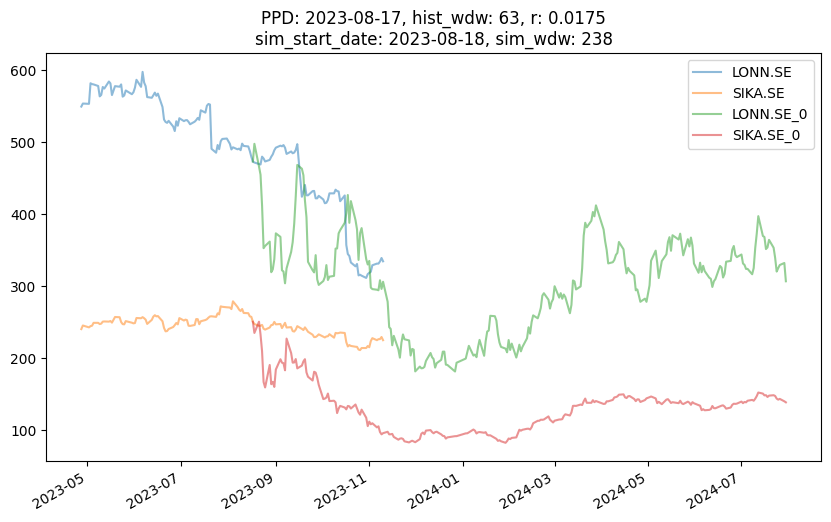 PPD: 2023-08-17, hist_wdw: 63, r: 0.0175
sim_start_date: 2023-08-18, sim_wdw: 238
LONN.SE
SIKA.SE
LONN.SE_0
SIKA.SE_0
600
500
400
300
200
100
2023-05
2023-07
2023-09
2023-11
2024-01
2024-03
2024-05
2024-07